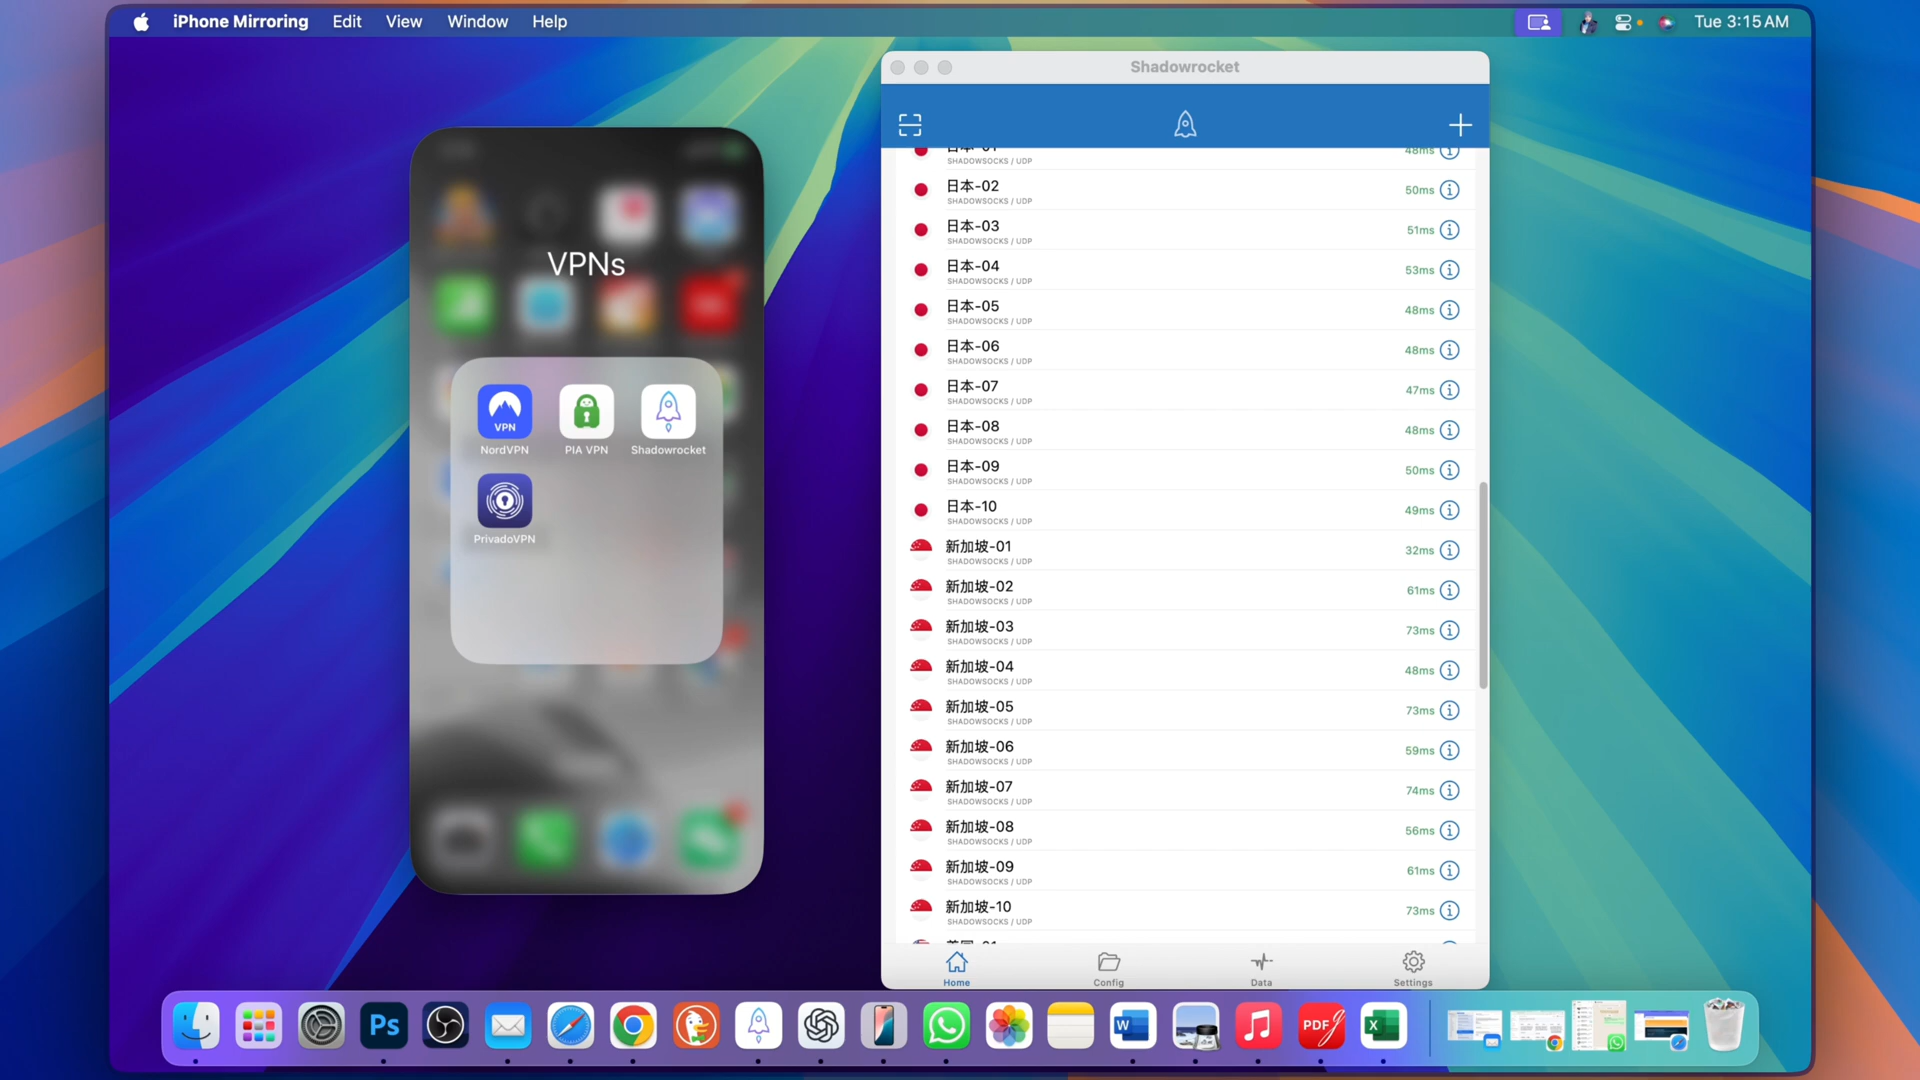 iPhone Mirroring Edit View Window Help Tue 3:15 AM
VPNs
VPN
NordVPN PIA VPN Shadowrocket
PrivadoVPN
Shadowrocket
日本-01 48ms
SHADOWSOCKS / UDP
日本-02 50ms
SHADOWSOCKS / UDP
日本-03 51ms
SHADOWSOCKS / UDP
日本-04 53ms
SHADOWSOCKS / UDP
日本-05 48ms
SHADOWSOCKS / UDP
日本-06 48ms
SHADOWSOCKS / UDP
日本-07 47ms
SHADOWSOCKS / UDP
日本-08 48ms
SHADOWSOCKS / UDP
日本-09 50ms
SHADOWSOCKS / UDP
日本-10 49ms
SHADOWSOCKS / UDP
新加坡-01 32ms
SHADOWSOCKS / UDP
新加坡-02 61ms
SHADOWSOCKS / UDP
新加坡-03 73ms
SHADOWSOCKS / UDP
新加坡-04 48ms
SHADOWSOCKS / UDP
新加坡-05 73ms
SHADOWSOCKS / UDP
新加坡-06 59ms
SHADOWSOCKS / UDP
新加坡-07 74ms
SHADOWSOCKS / UDP
新加坡-08 56ms
SHADOWSOCKS / UDP
新加坡-09 61ms
SHADOWSOCKS / UDP
新加坡-10 73ms
SHADOWSOCKS / UDP
Home Config Data Settings
Ps W PDF X